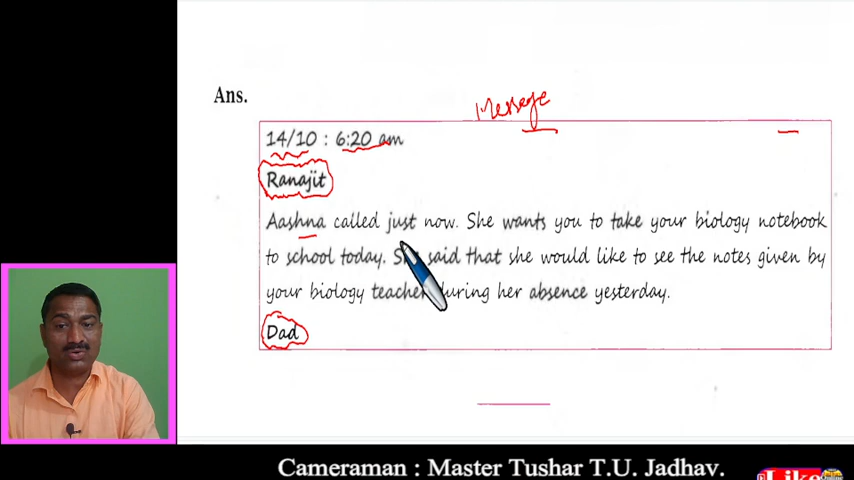 Ans.
Message
14/10 : 6:20 am
Ranajit
Aashna called just now. She wants you to take your biology notebook
to school today. She said that she would like to see the notes given by
your biology teacher during her absence yesterday.
Dad
Cameraman : Master Tushar T.U. Jadhav.
Like